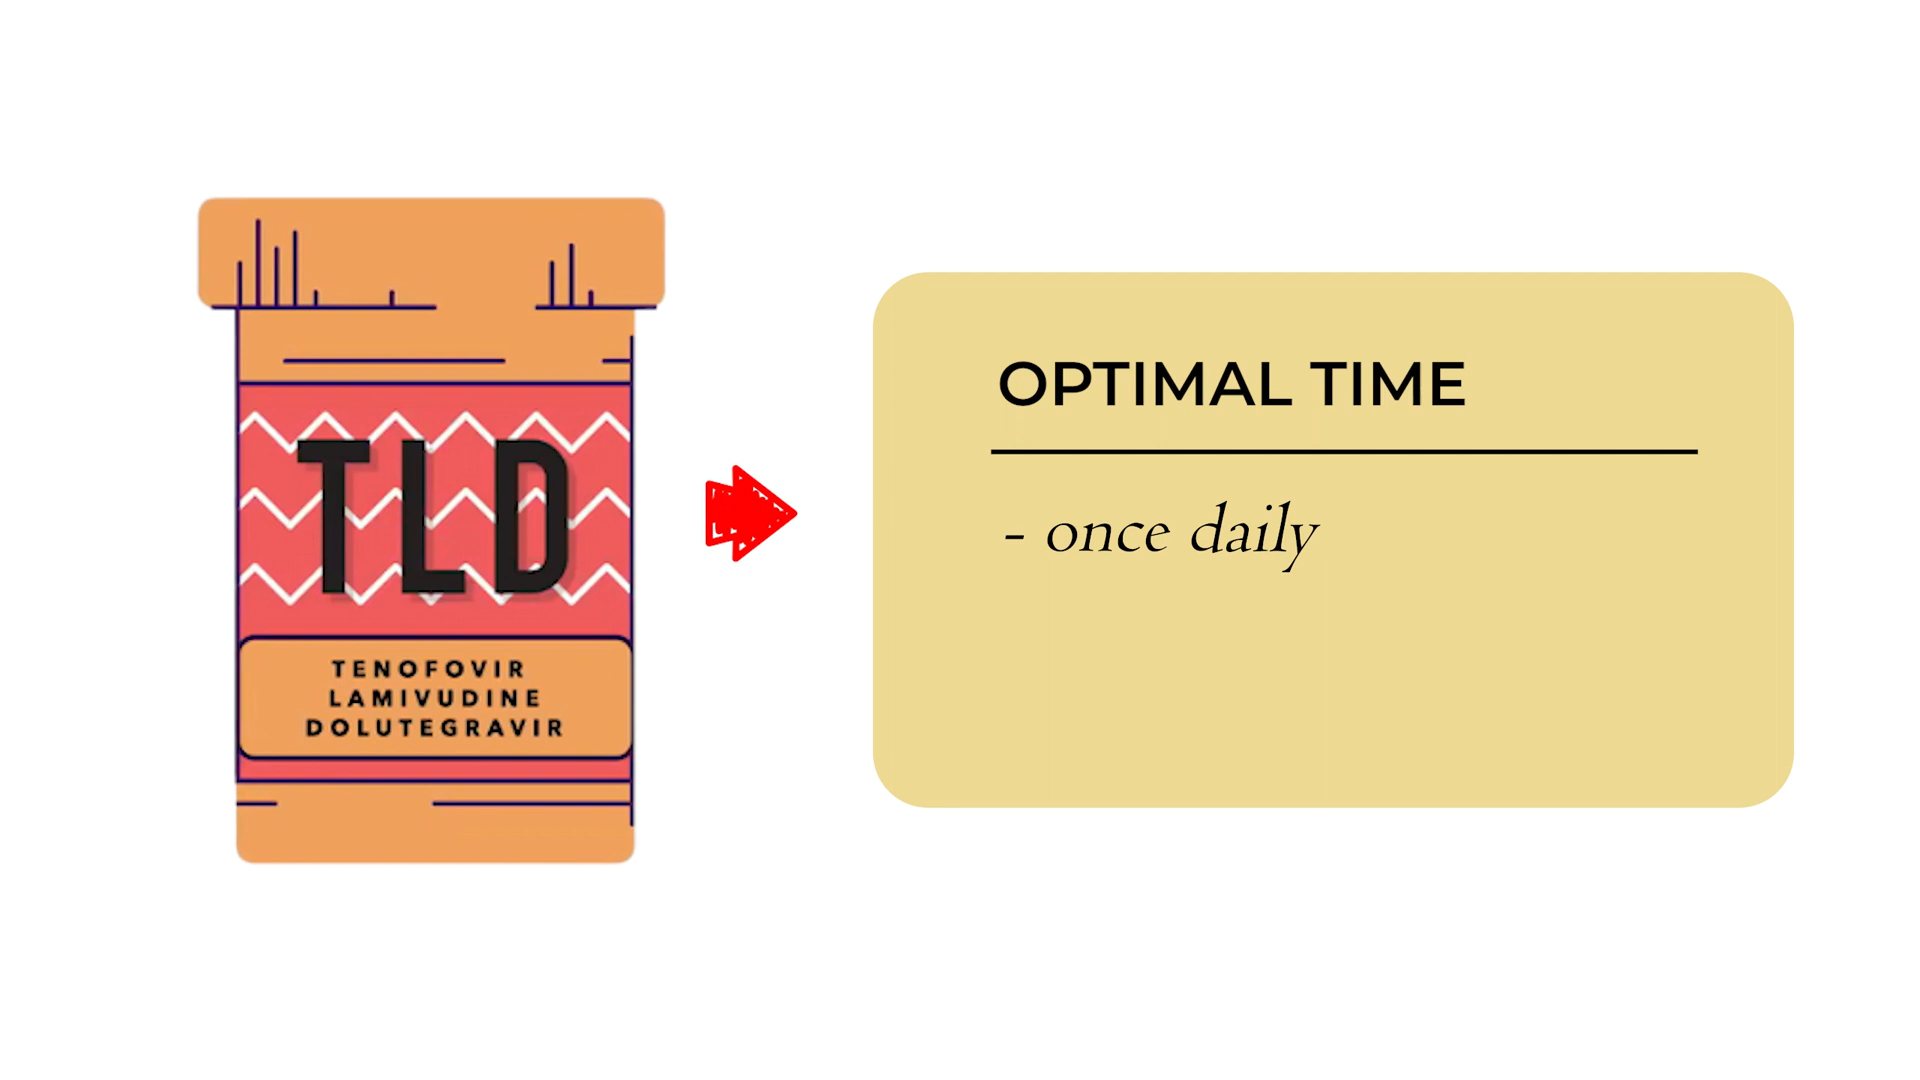 TLD
TENOFOVIR
LAMIVUDINE
DOLUTEGRAVIR
OPTIMAL TIME
- once daily